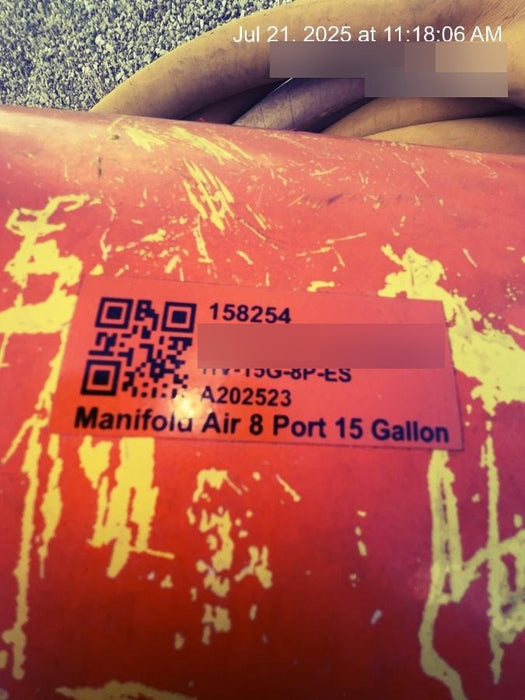 Jul 21. 2025 at 11:18:06 AM
158254
A202523
Manifold Air 8 Port 15 Gallon